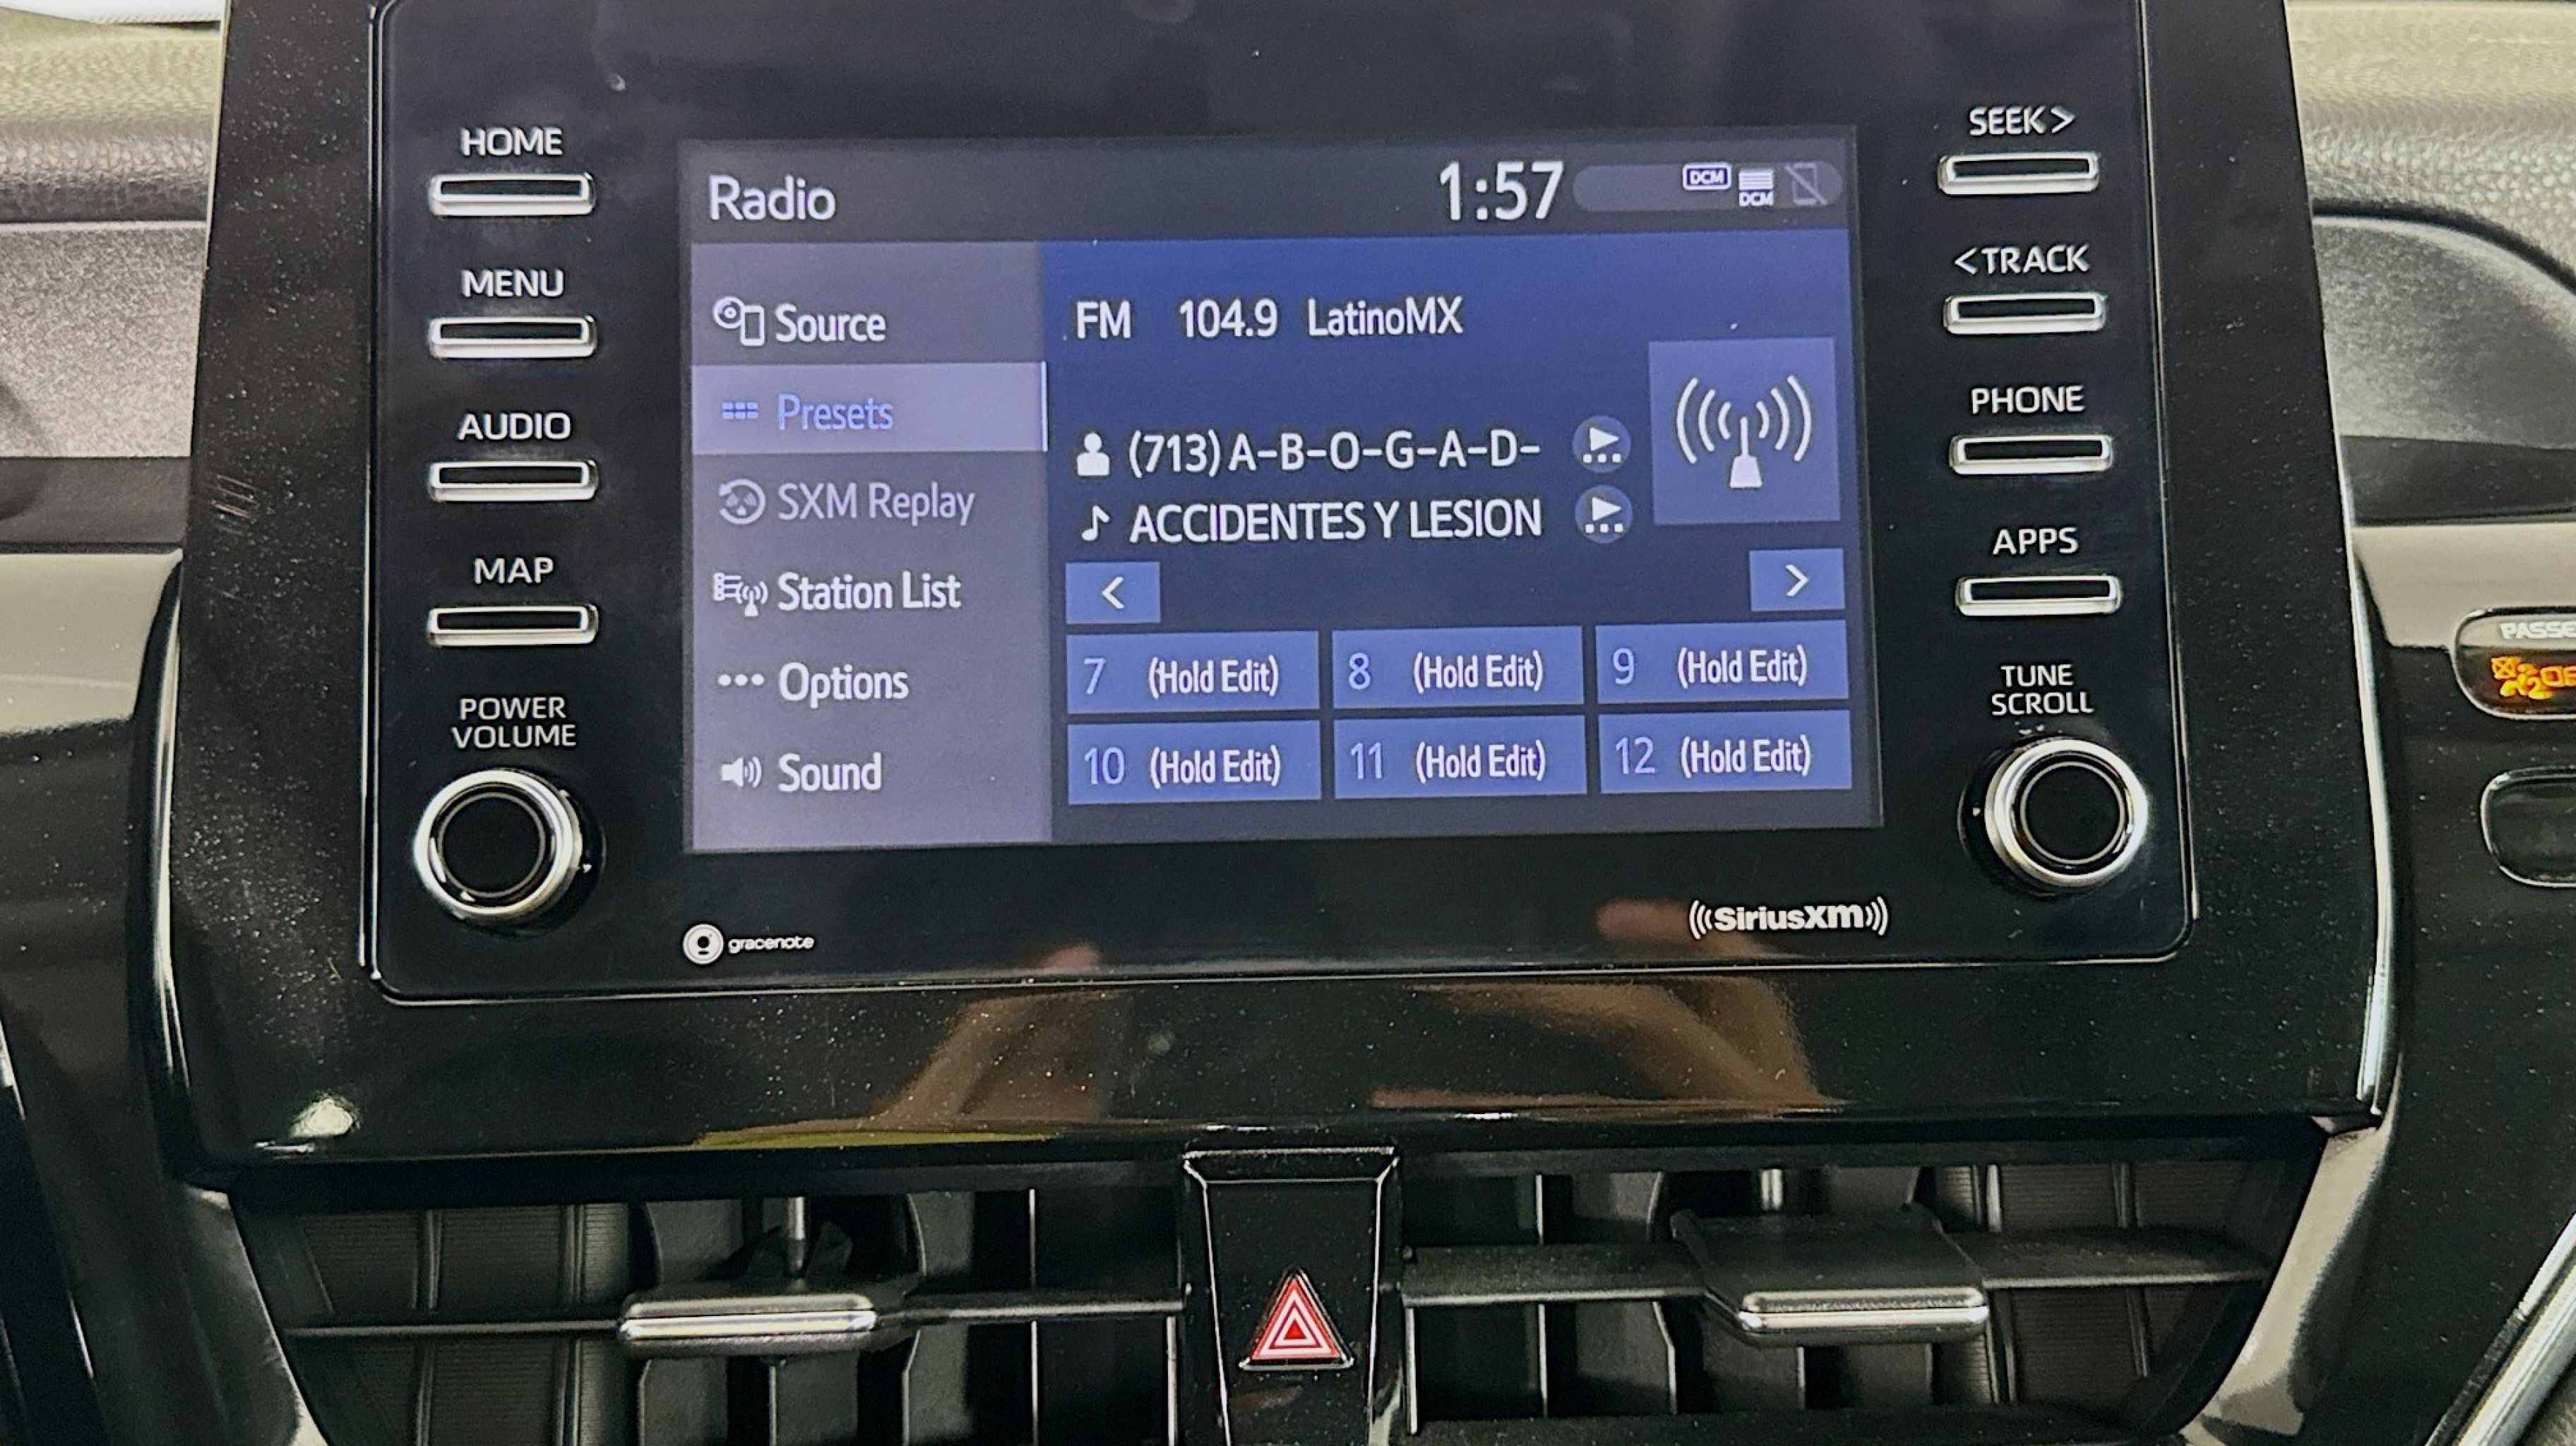 HOME
MENU
AUDIO
MAP
POWER
VOLUME
Radio
1:57
DCM
DCM
Source
Presets
SXM Replay
Station List
Options
Sound
FM 104.9 LatinoMX
(713) A-B-O-G-A-D-
ACCIDENTES Y LESION
<
>
7 (Hold Edit)
8 (Hold Edit)
9 (Hold Edit)
10 (Hold Edit)
11 (Hold Edit)
12 (Hold Edit)
gracenote
SiriusXm
SEEK >
< TRACK
PHONE
APPS
TUNE
SCROLL